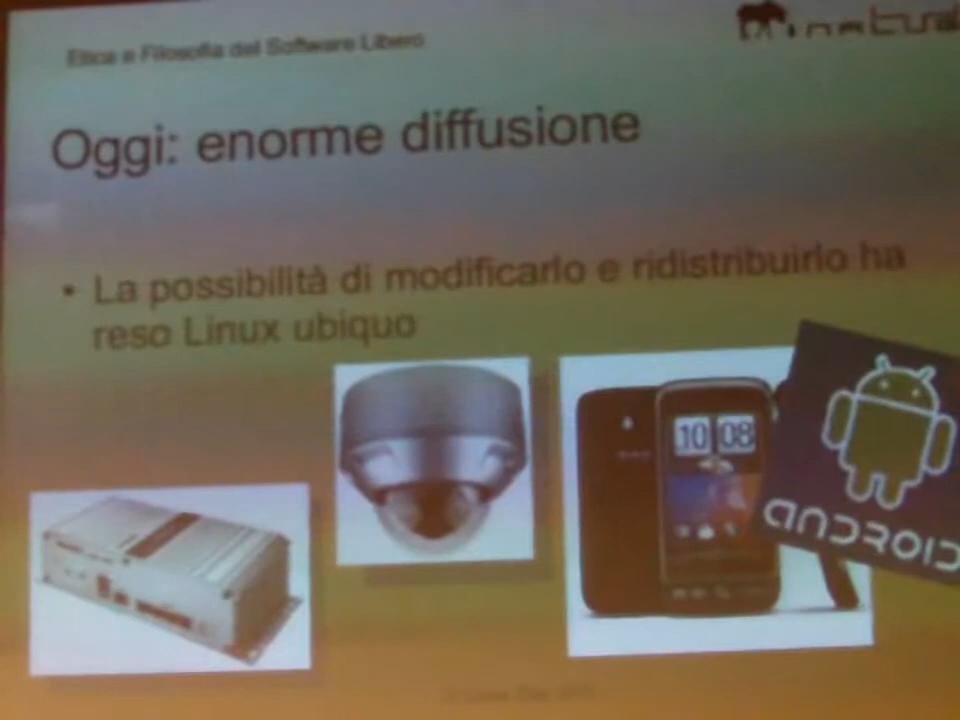 Etica e Filosofia del Software Libero
Oggi: enorme diffusione
• La possibilità di modificarlo e ridistribuirlo ha
reso Linux ubiquo
10 08
ANDROID